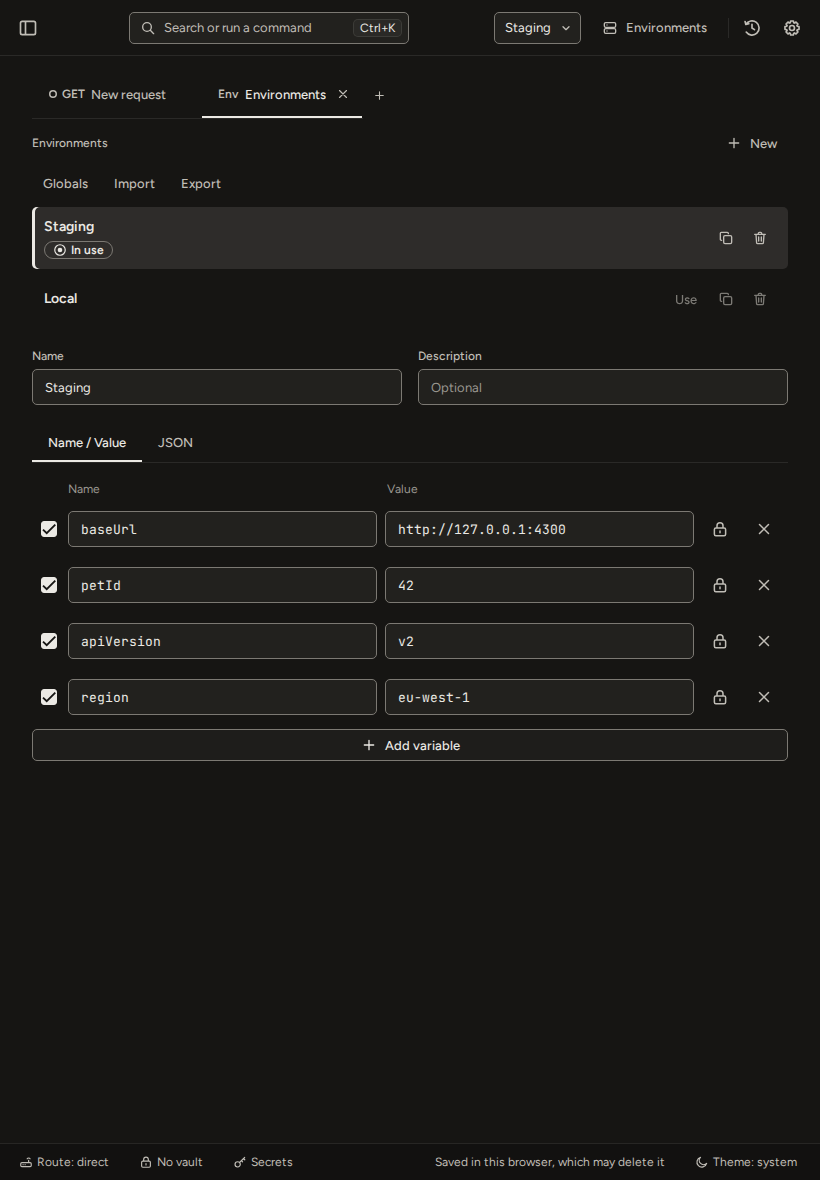 Search or run a command Ctrl+K Staging Environments
GET New request Env Environments
Environments New
Globals Import Export
Staging
In use
Local Use
Name Description
Staging Optional
Name / Value JSON
Name Value
baseUrl http://127.0.0.1:4300
petId 42
apiVersion v2
region eu-west-1
Add variable
Route: direct No vault Secrets Saved in this browser, which may delete it Theme: system